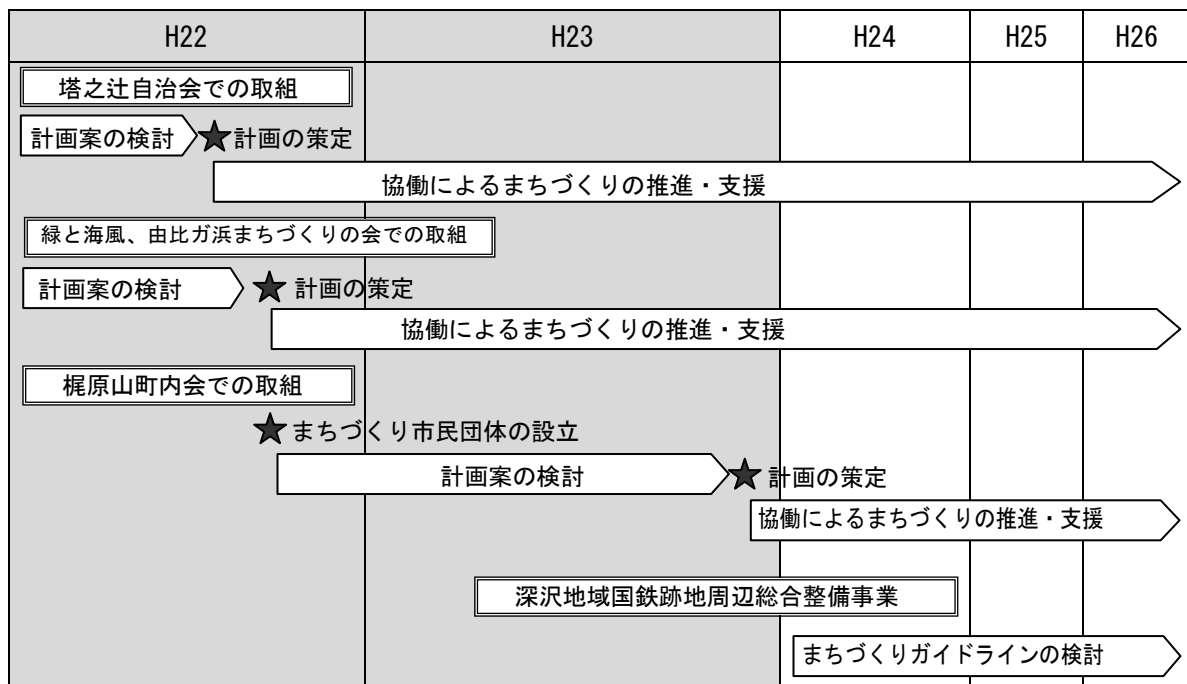 H22 H23 H24 H25 H26
塔之辻自治会での取組
計画案の検討 ★計画の策定
協働によるまちづくりの推進・支援
緑と海風、由比ガ浜まちづくりの会での取組
計画案の検討 ★計画の策定
協働によるまちづくりの推進・支援
梶原山町内会での取組
★まちづくり市民団体の設立
計画案の検討 ★計画の策定
協働によるまちづくりの推進・支援
深沢地域国鉄跡地周辺総合整備事業
まちづくりガイドラインの検討